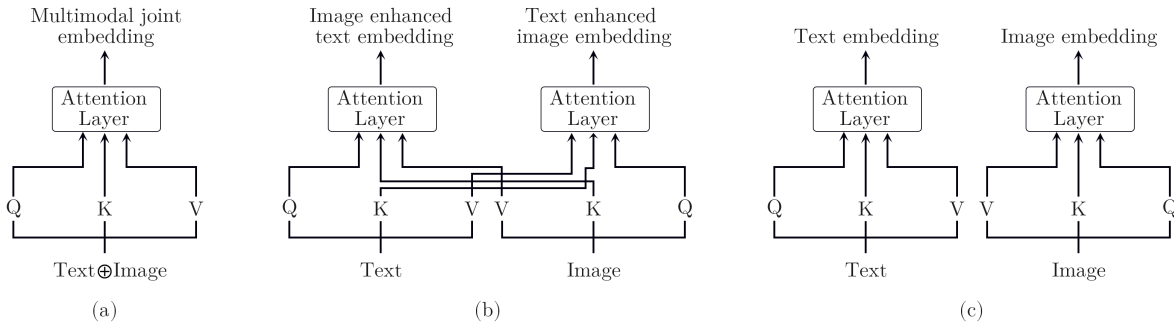 Multimodal joint
embedding
Attention
Layer
Q K V
Text⊕Image
(a)
Image enhanced
text embedding
Text enhanced
image embedding
Attention
Layer
Attention
Layer
Q K V V K Q
Text
Image
(b)
Text embedding
Image embedding
Attention
Layer
Attention
Layer
Q K V V K Q
Text
Image
(c)